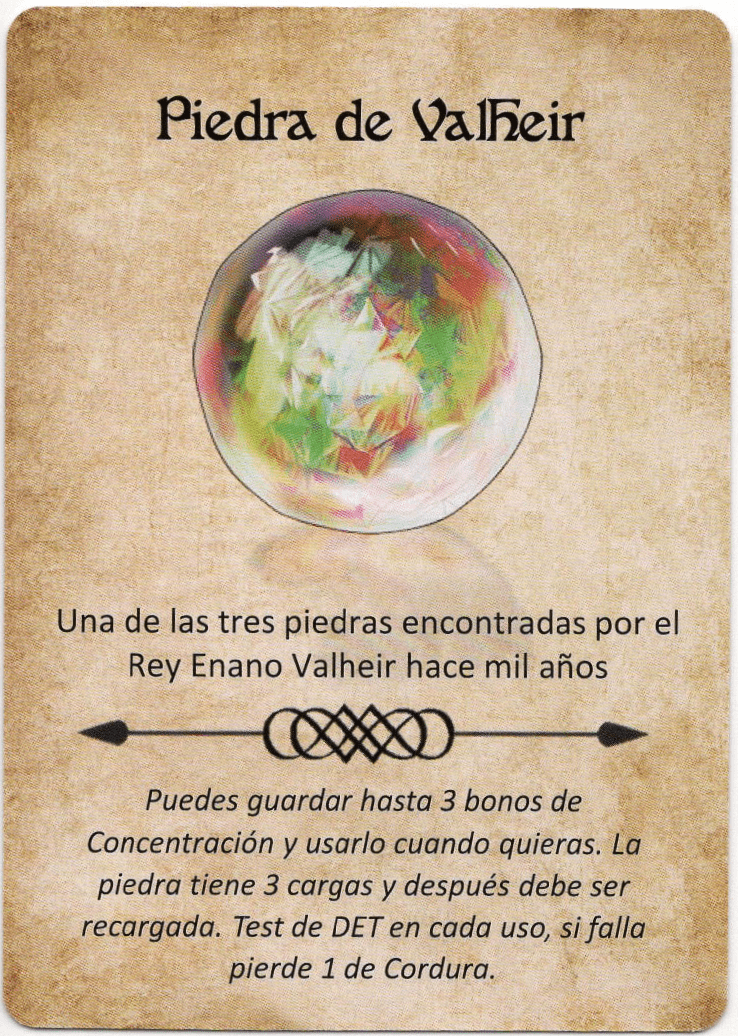 Piedra de Valheir
Una de las tres piedras encontradas por el
Rey Enano Valheir hace mil años
Puedes guardar hasta 3 bonos de
Concentración y usarlo cuando quieras. La
piedra tiene 3 cargas y después debe ser
recargada. Test de DET en cada uso, si falla
pierde 1 de Cordura.